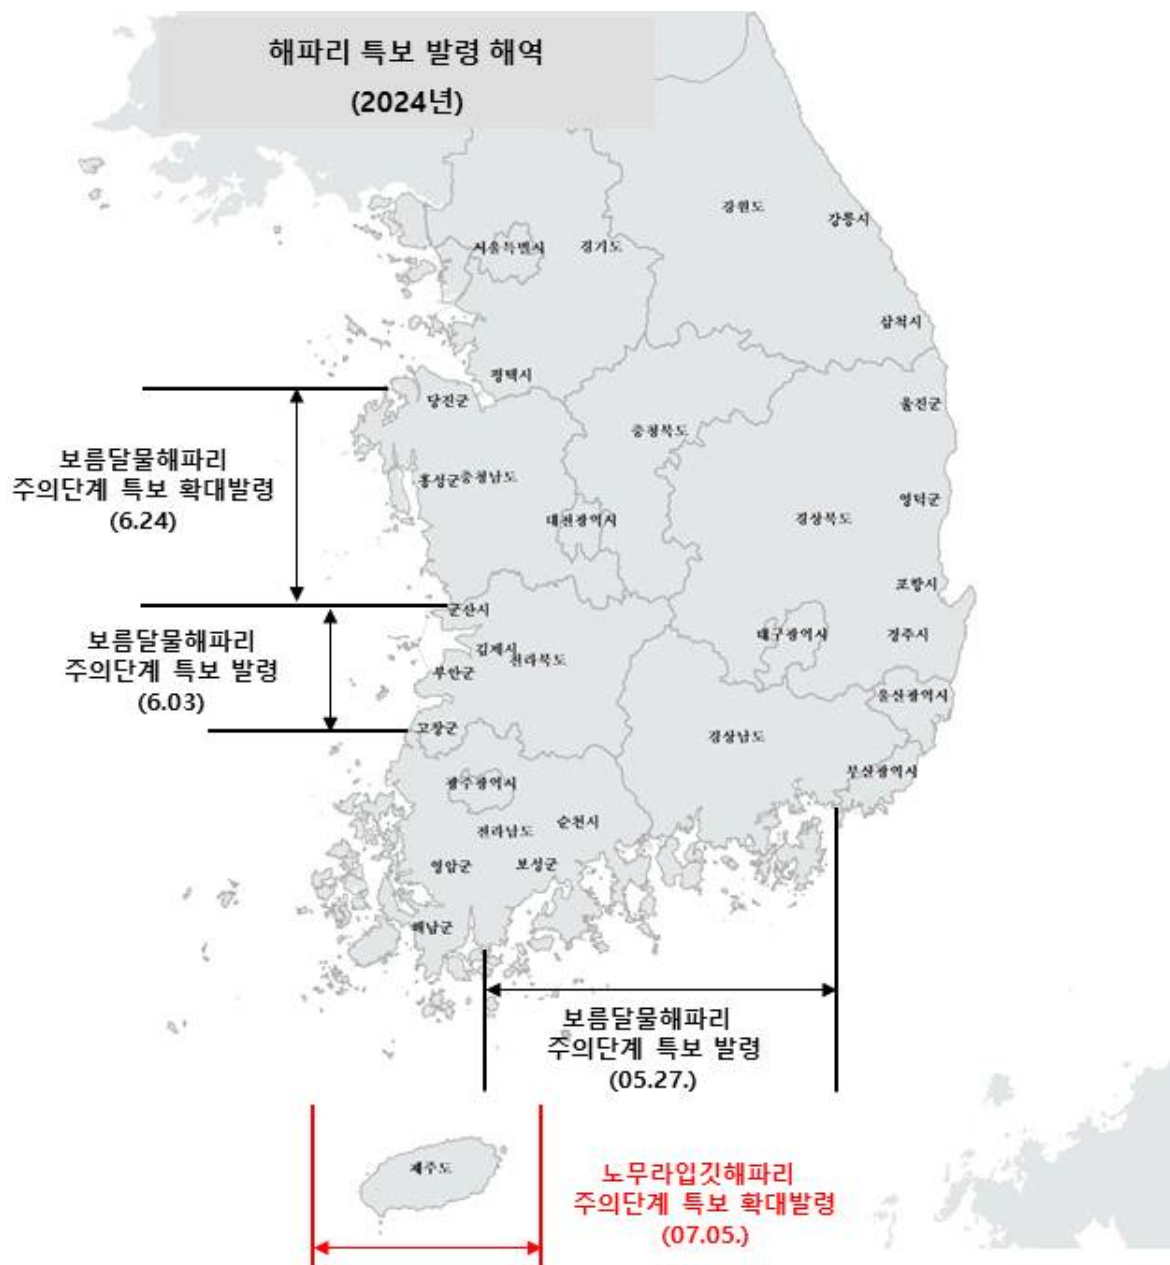 해파리 특보 발령 해역
(2024년)
강원도
강릉시
서울특별시
경기도
삼척시
평택시
당진군
울진군
충청북도
보름달물해파리
주의단계 특보 확대발령
(6.24)
홍성군
충청남도
영덕군
대전광역시
경상북도
포항시
군산시
대구광역시
경주시
보름달물해파리
주의단계 특보 발령
(6.03)
김제시
전라북도
부안군
울산광역시
고창군
경상남도
부산광역시
광주광역시
순천시
전라남도
영암군
보성군
해남군
보름달물해파리
주의단계 특보 발령
(05.27.)
제주도
노무라입깃해파리
주의단계 특보 확대발령
(07.05.)